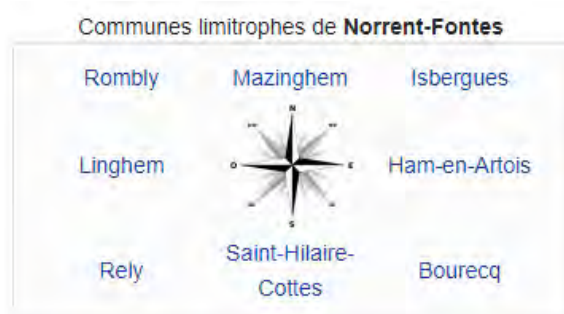 Communes limitrophes de Norrent-Fontes
Rombly Mazinghem Isbergues
N
Linghem O E Ham-en-Artois
S
Rely Saint-Hilaire-
Cottes Bourecq